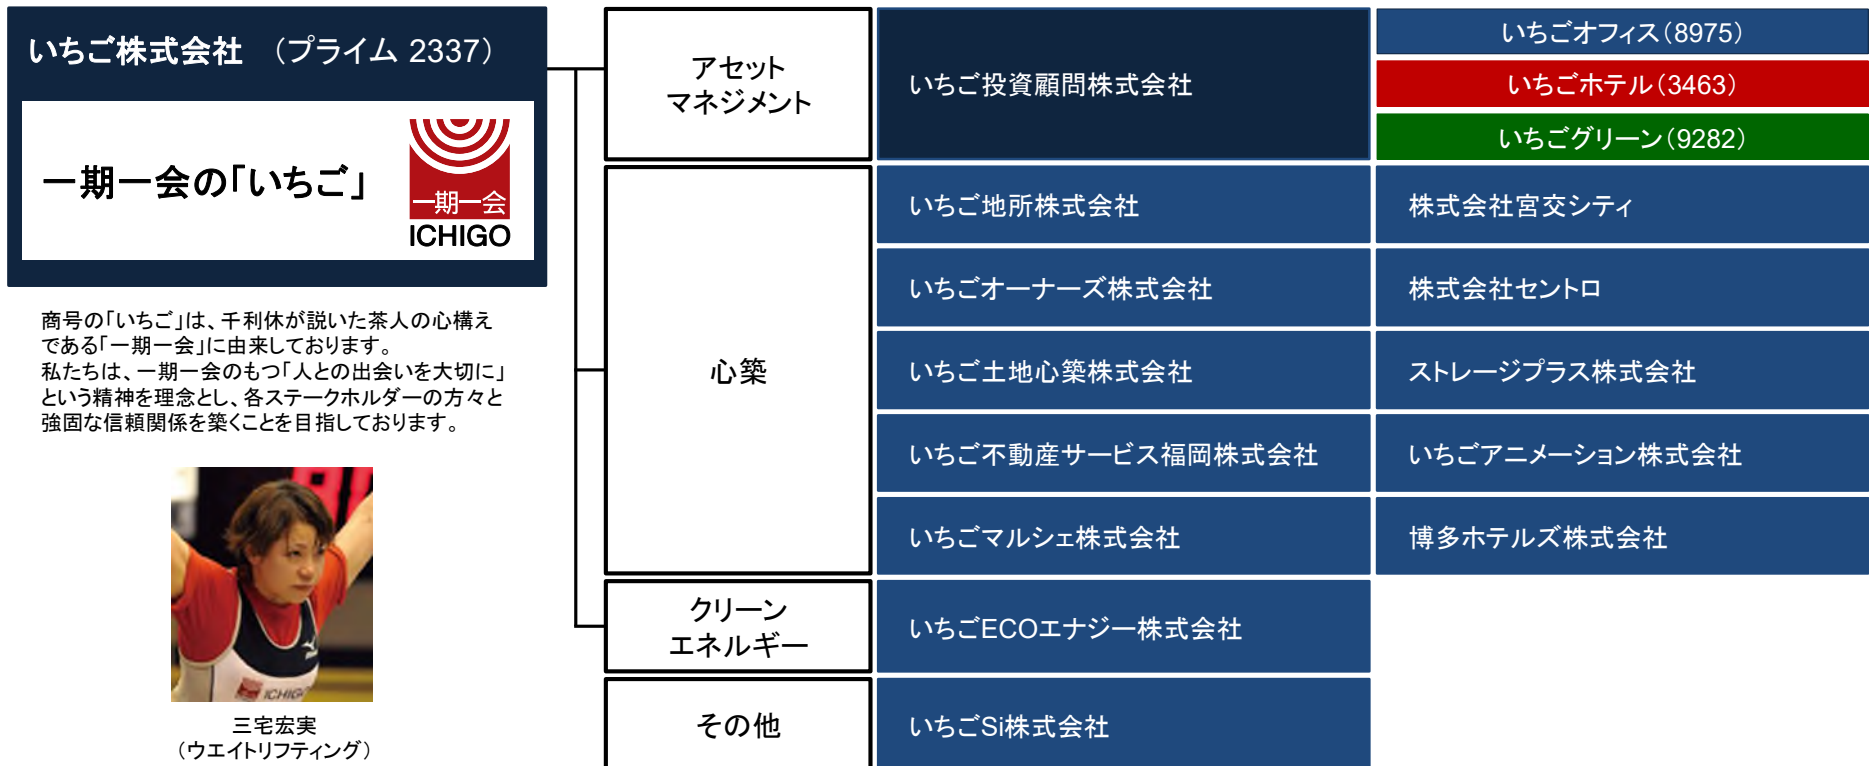 いちご株式会社 （プライム 2337）
一期一会の「いちご」
一期一会
ICHIGO
商号の「いちご」は、千利休が説いた茶人の心構え
である「一期一会」に由来しております。
私たちは、一期一会のもつ「人との出会いを大切に」
という精神を理念とし、各ステークホルダーの方々と
強固な信頼関係を築くことを目指しております。
ICHIGO
三宅宏実
（ウエイトリフティング）
アセット
マネジメント
いちご投資顧問株式会社
いちごオフィス（8975）
いちごホテル（3463）
いちごグリーン（9282）
心築
いちご地所株式会社
株式会社宮交シティ
いちごオーナーズ株式会社
株式会社セントロ
いちご土地心築株式会社
ストレージプラス株式会社
いちご不動産サービス福岡株式会社
いちごアニメーション株式会社
いちごマルシェ株式会社
博多ホテルズ株式会社
クリーン
エネルギー
いちごECOエナジー株式会社
その他
いちごSi株式会社